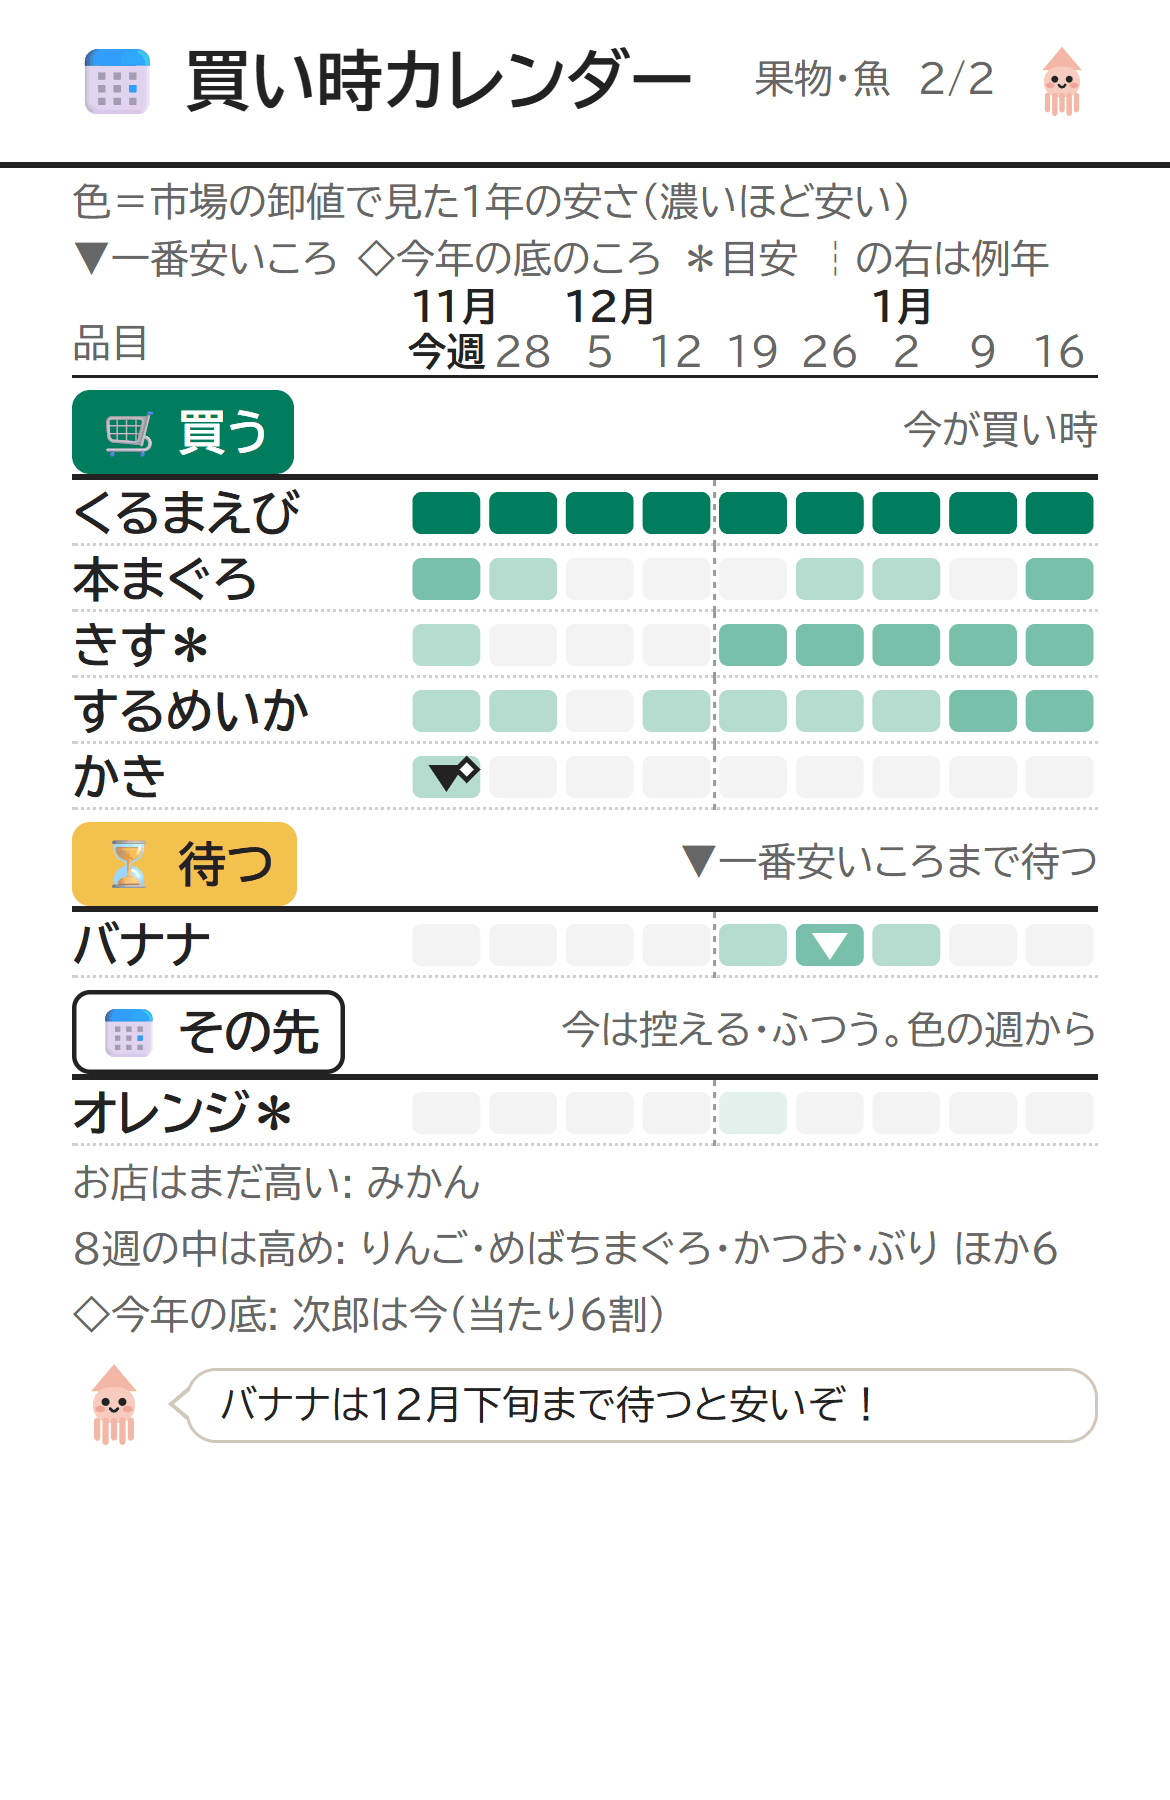 買い時カレンダー 果物・魚 2/2
色＝市場の卸値で見た1年の安さ（濃いほど安い）
▼一番安いころ ◇今年の底のころ ＊目安 ┆の右は例年
11月 12月 1月
品目 今週 28 5 12 19 26 2 9 16
買う 今が買い時
くるまえび
本まぐろ
きす＊
するめいか
かき
待つ ▼一番安いころまで待つ
バナナ
その先 今は控える・ふつう。色の週から
オレンジ＊
お店はまだ高い: みかん
8週の中は高め: りんご・めばちまぐろ・かつお・ぶり ほか6
◇今年の底: 次郎は今（当たり6割）
バナナは12月下旬まで待つと安いぞ！